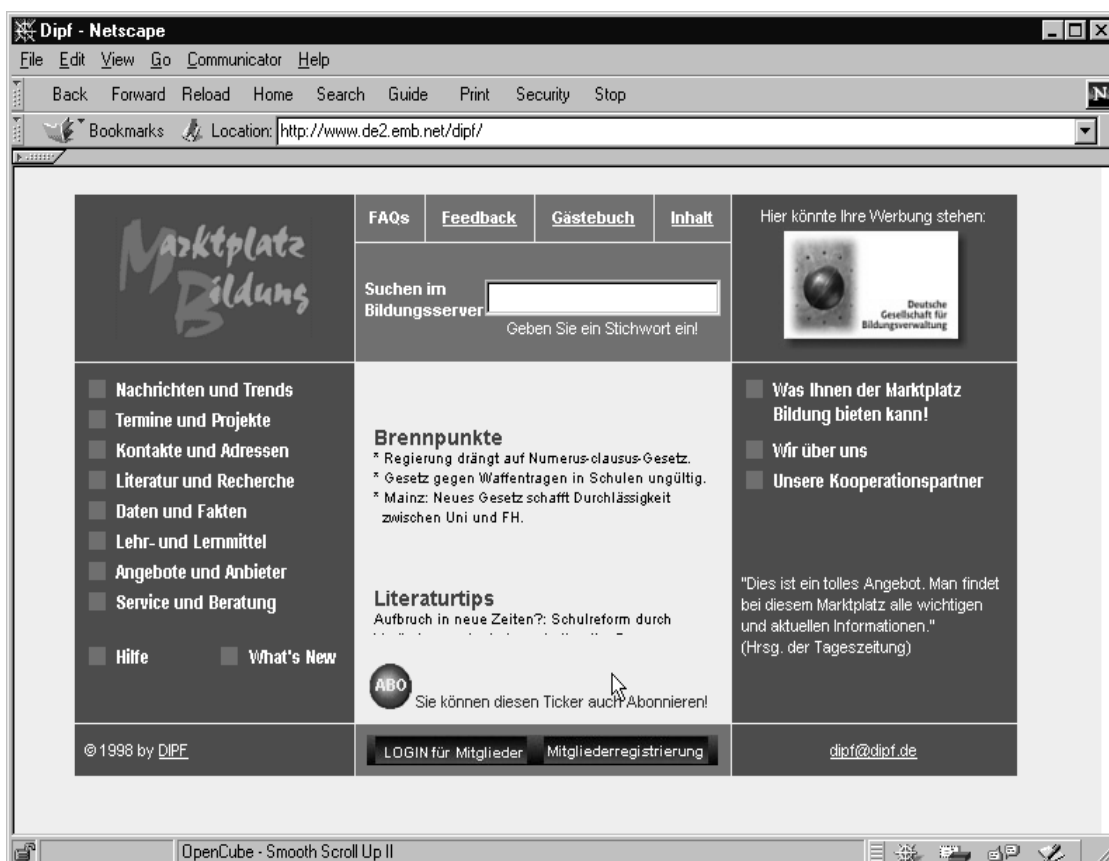 Dipf - Netscape
File Edit View Go Communicator Help
Back Forward Reload Home Search Guide Print Security Stop
N
Bookmarks Location: http://www.de2.emb.net/dipf/
Marktplatz
Bildung
FAQs Feedback Gästebuch Inhalt
Suchen im
Bildungsserver
Geben Sie ein Stichwort ein!
Hier könnte Ihre Werbung stehen:
Deutsche
Gesellschaft für
Bildungsverwaltung
Nachrichten und Trends
Termine und Projekte
Kontakte und Adressen
Literatur und Recherche
Daten und Fakten
Lehr- und Lernmittel
Angebote und Anbieter
Service und Beratung
Hilfe What's New
Brennpunkte
* Regierung drängt auf Numerus-clausus-Gesetz.
* Gesetz gegen Waffentragen in Schulen ungültig.
* Mainz: Neues Gesetz schafft Durchlässigkeit
zwischen Uni und FH.
Literaturtips
Aufbruch in neue Zeiten?: Schulreform durch
ABO
Sie können diesen Ticker auch Abonnieren!
Was Ihnen der Marktplatz
Bildung bieten kann!
Wir über uns
Unsere Kooperationspartner
"Dies ist ein tolles Angebot. Man findet
bei diesem Marktplatz alle wichtigen
und aktuellen Informationen."
(Hrsg. der Tageszeitung)
© 1998 by DIPF
LOGIN für Mitglieder Mitgliederregistrierung
dipf@dipf.de
OpenCube - Smooth Scroll Up II